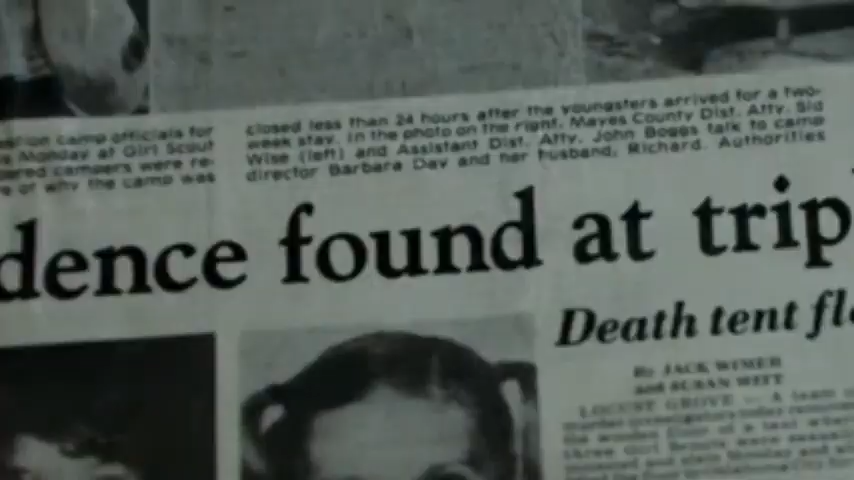 camp officials for
Monday at Girl Scout
campers were re-
or why the camp was
closed less than 24 hours after the youngsters arrived for a two-
week stay. In the photo on the right, Mayes County Dist. Atty. Sid
Wise (left) and Assistant Dist. Atty. John Boggs talk to camp
director Barbara Day and her husband, Richard. Authorities
dence found at trip
Death tent fl
By JACK WIMER
and SUSAN WITT
LOCUST GROVE — A team